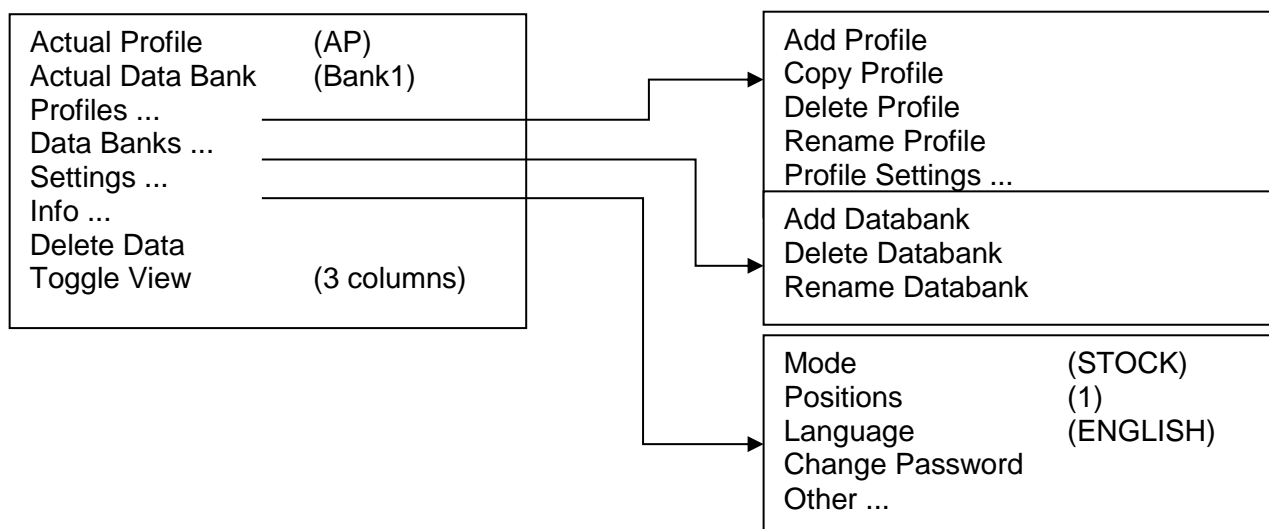 Actual Profile (AP)
Actual Data Bank (Bank1)
Profiles ...
Data Banks ...
Settings ...
Info ...
Delete Data
Toggle View (3 columns)
Add Profile
Copy Profile
Delete Profile
Rename Profile
Profile Settings ...
Add Databank
Delete Databank
Rename Databank
Mode (STOCK)
Positions (1)
Language (ENGLISH)
Change Password
Other ...